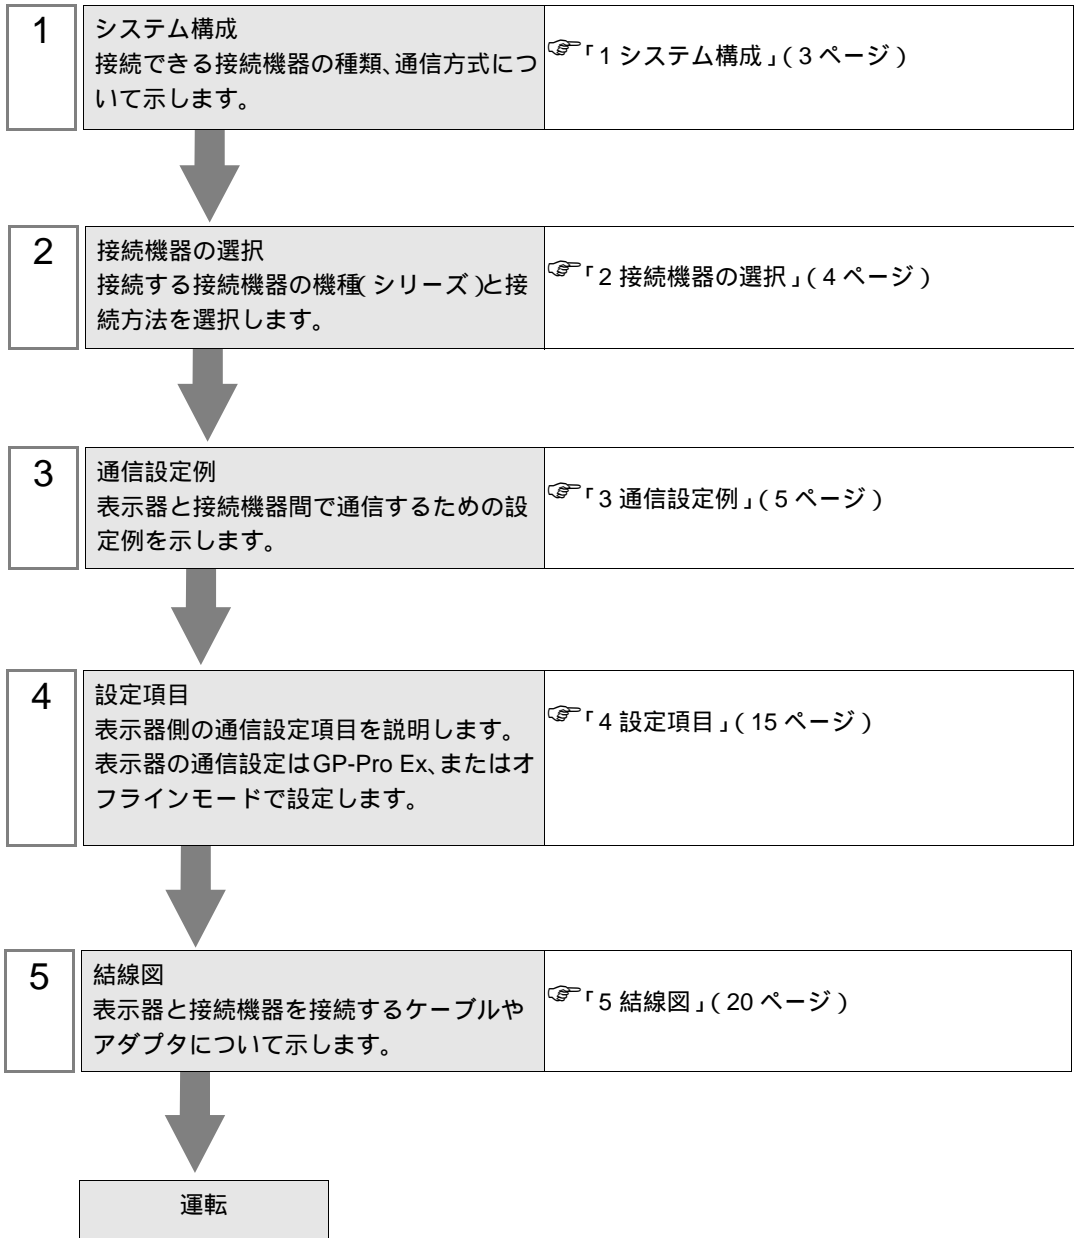 1
システム構成
接続できる接続機器の種類、通信方式につ
いて示します。
☞「1 システム構成」( 3 ページ )
2
接続機器の選択
接続する接続機器の機種( シリーズ )と接
続方法を選択します。
☞「2 接続機器の選択」( 4 ページ )
3
通信設定例
表示器と接続機器間で通信するための設
定例を示します。
☞「3 通信設定例」( 5 ページ )
4
設定項目
表示器側の通信設定項目を説明します。
表示器の通信設定はGP-Pro Ex、またはオ
フラインモードで設定します。
☞「4 設定項目」( 15 ページ )
5
結線図
表示器と接続機器を接続するケーブルや
アダプタについて示します。
☞「5 結線図」( 20 ページ )
運転